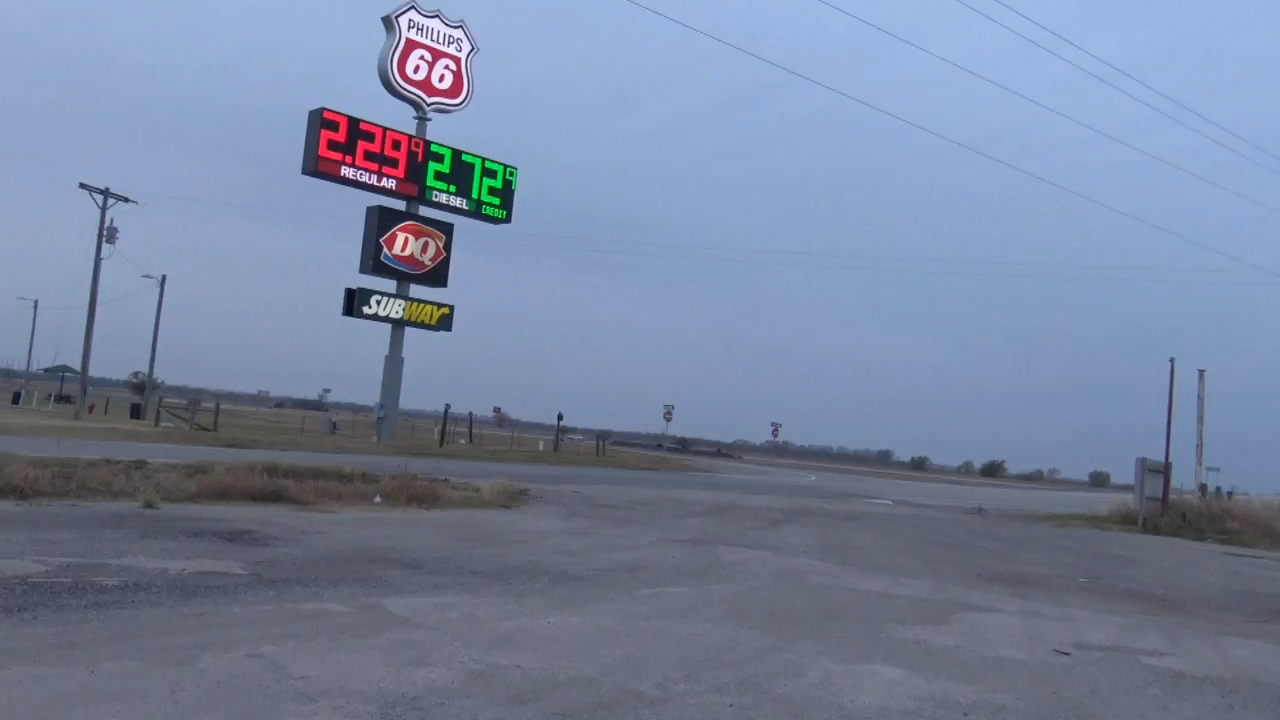 PHILLIPS
66
2.299
REGULAR
2.729
DIESEL
CREDIT
DQ
SUBWAY